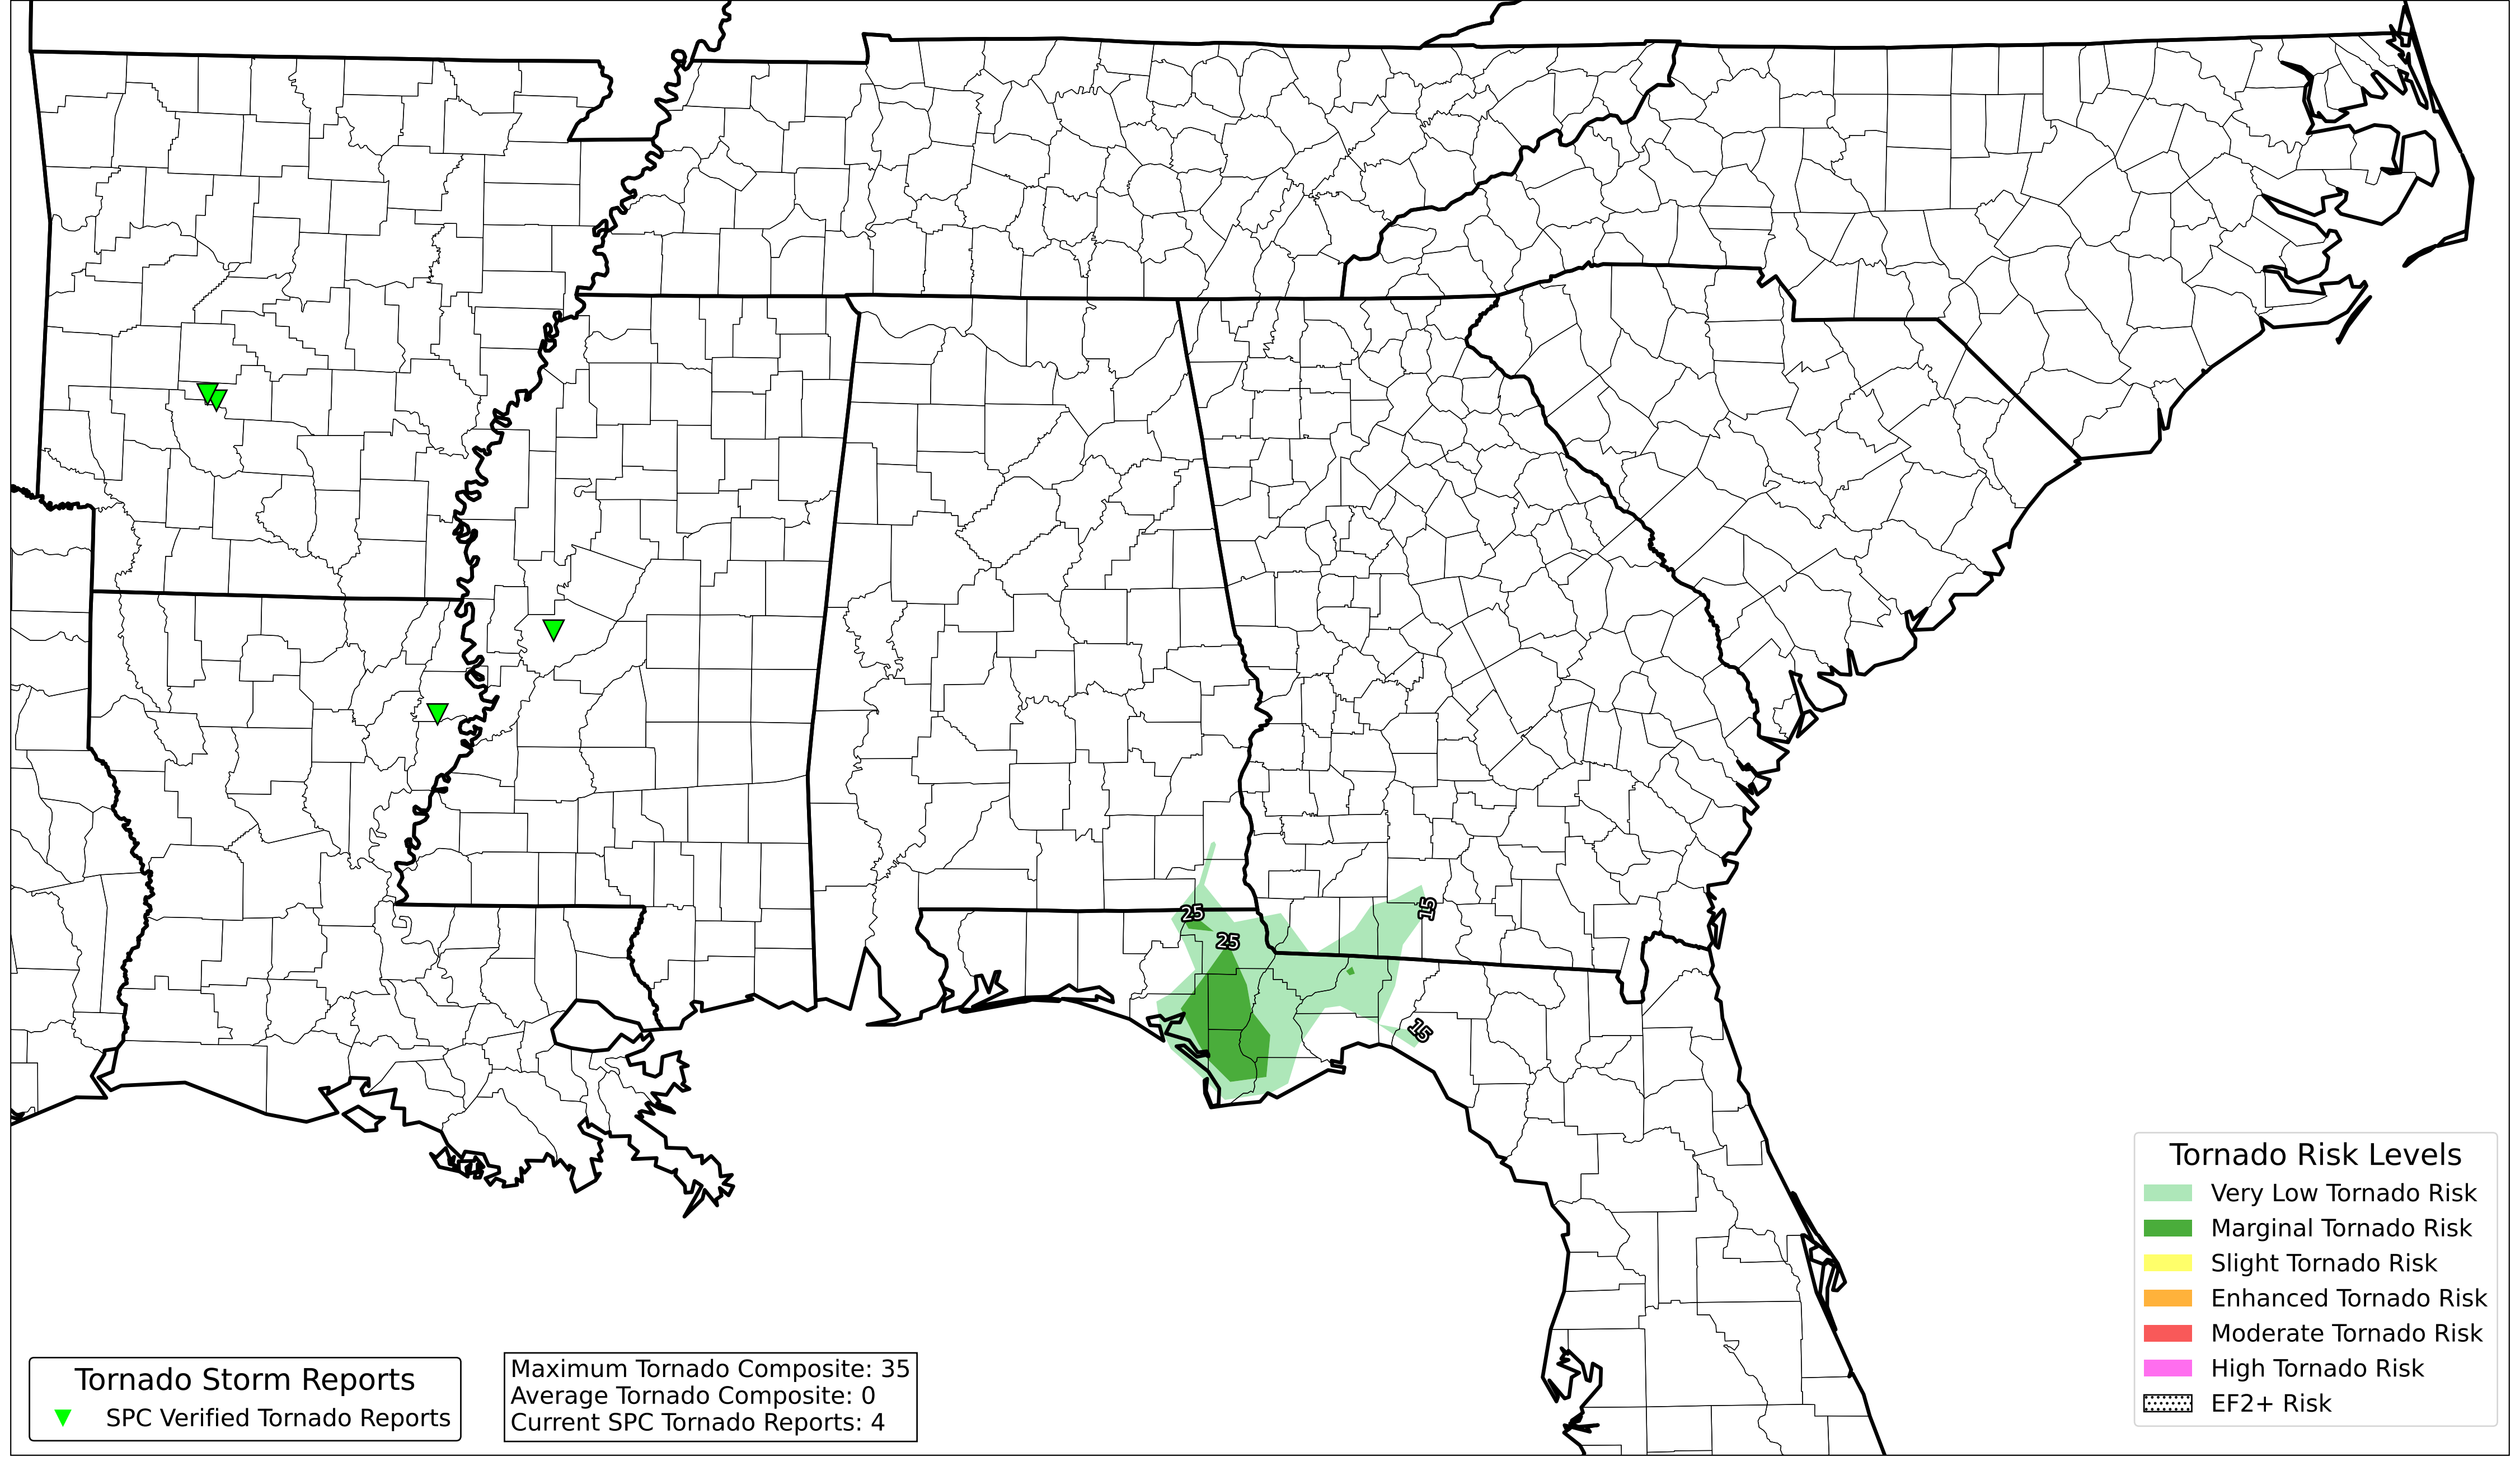 25
15
25
15
Tornado Risk Levels
Very Low Tornado Risk
Marginal Tornado Risk
Slight Tornado Risk
Enhanced Tornado Risk
Moderate Tornado Risk
High Tornado Risk
EF2+ Risk
Tornado Storm Reports
SPC Verified Tornado Reports
Maximum Tornado Composite: 35
Average Tornado Composite: 0
Current SPC Tornado Reports: 4